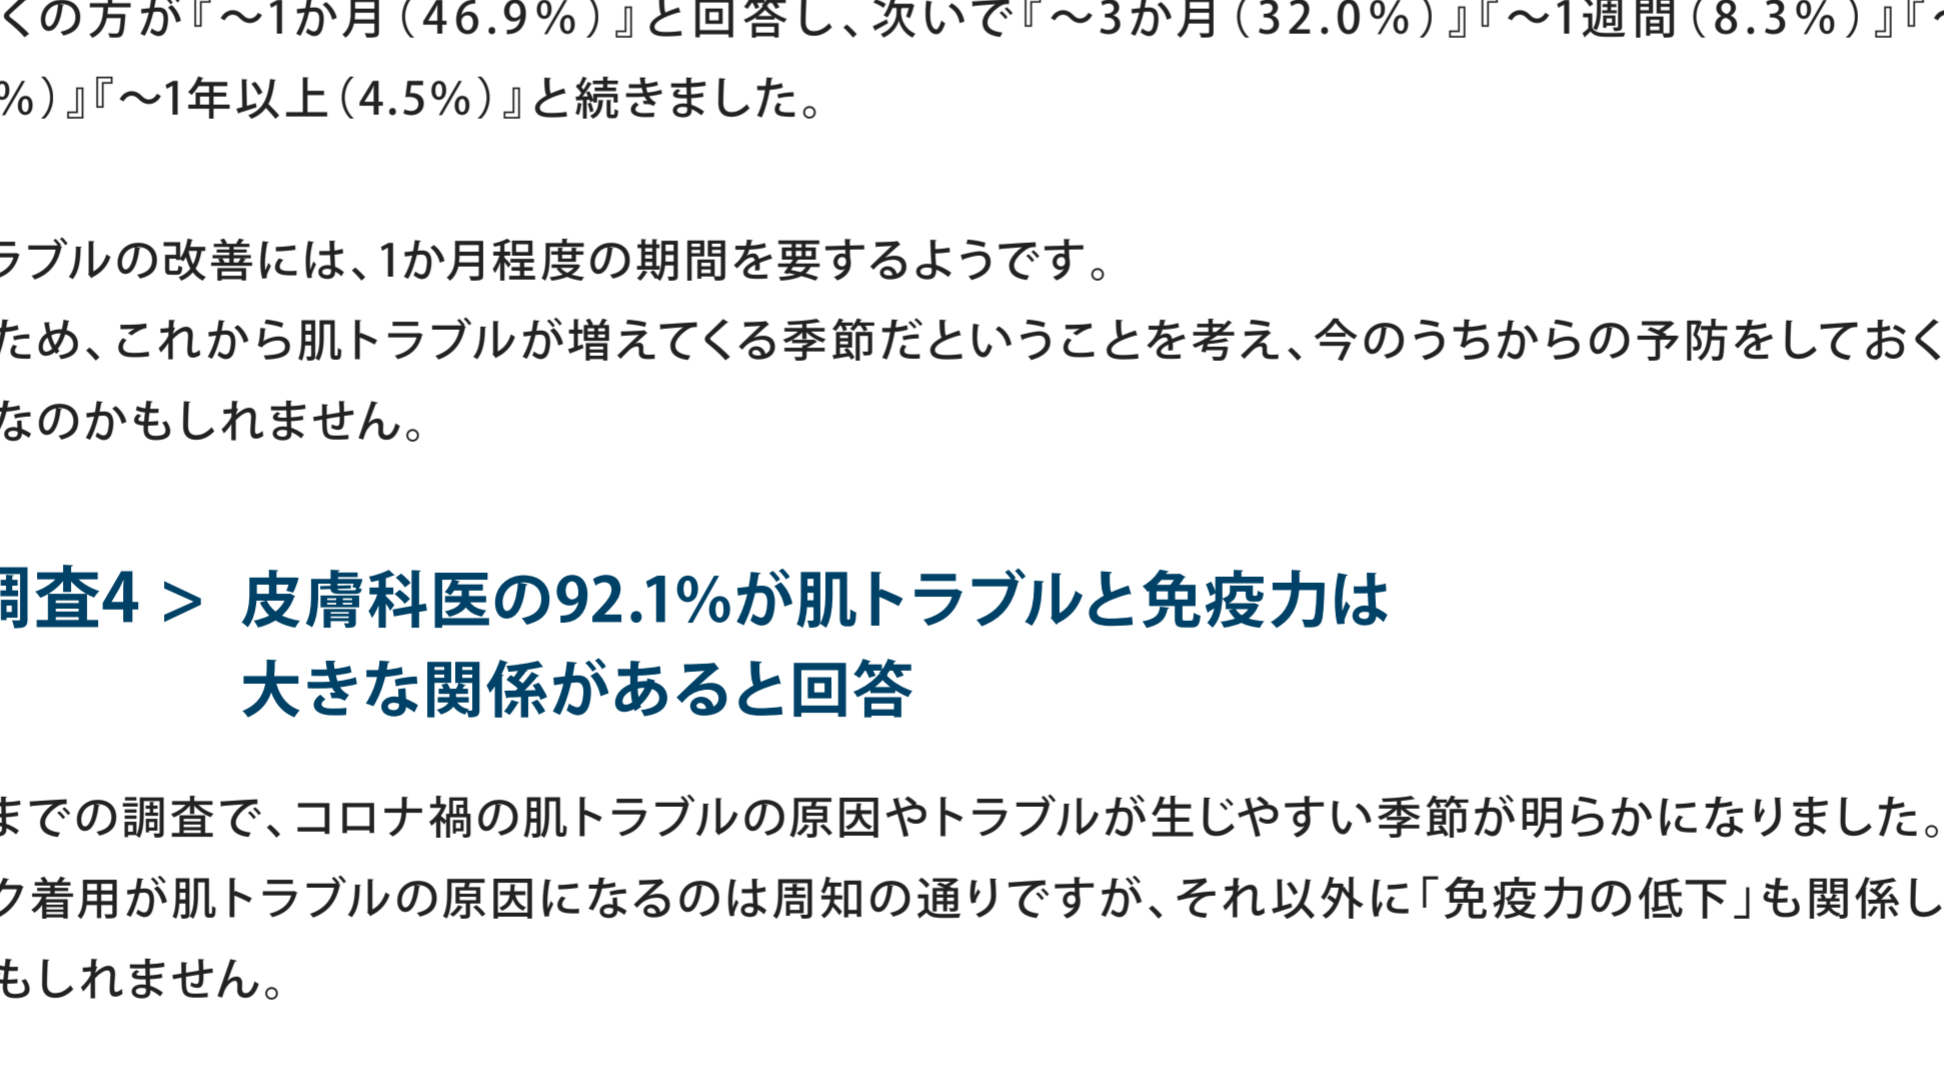 くの方が『～1か月（46.9%）』と回答し、次いで『～3か月（32.0%）』『～1週間（8.3%）』『～
%）』『～1年以上（4.5%）』と続きました。
ラブルの改善には、1か月程度の期間を要するようです。
ため、これから肌トラブルが増えてくる季節だということを考え、今のうちからの予防をしておく
なのかもしれません。
調査4 > 皮膚科医の92.1%が肌トラブルと免疫力は
大きな関係があると回答
までの調査で、コロナ禍の肌トラブルの原因やトラブルが生じやすい季節が明らかになりました。
ク着用が肌トラブルの原因になるのは周知の通りですが、それ以外に「免疫力の低下」も関係し
もしれません。